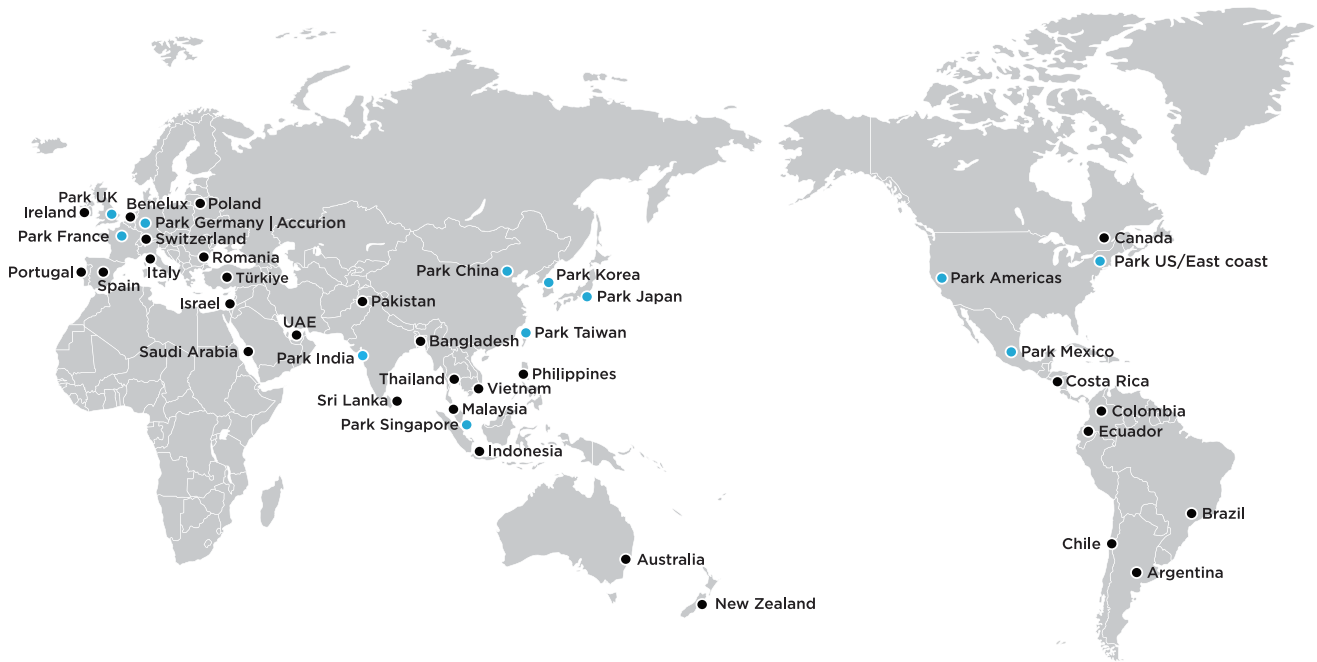 Park UK
Ireland
Benelux
Poland
Park Germany | Accurion
Park France
Switzerland
Romania
Portugal
Spain
Italy
Türkiye
Israel
Pakistan
UAE
Saudi Arabia
Park India
Bangladesh
Park China
Park Korea
Park Japan
Park Taiwan
Thailand
Philippines
Vietnam
Sri Lanka
Malaysia
Park Singapore
Indonesia
Australia
New Zealand
Canada
Park US/East coast
Park Americas
Park Mexico
Costa Rica
Colombia
Ecuador
Brazil
Chile
Argentina